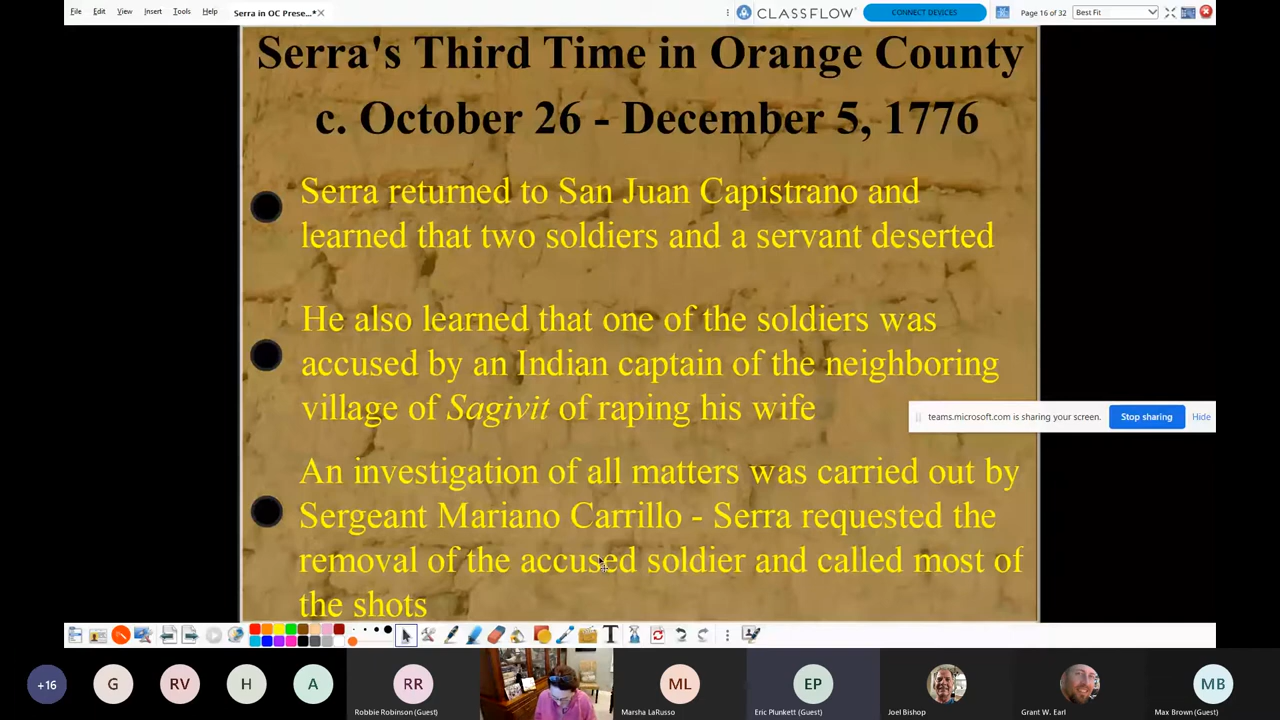 File Edit View Insert Tools Help Serra in OC Prese...* CLASSFLOW CONNECT DEVICES Page 16 of 32 Best Fit
Serra's Third Time in Orange County
c. October 26 - December 5, 1776
Serra returned to San Juan Capistrano and
learned that two soldiers and a servant deserted
He also learned that one of the soldiers was
accused by an Indian captain of the neighboring
village of Sagivit of raping his wife
teams.microsoft.com is sharing your screen. Stop sharing Hide
An investigation of all matters was carried out by
Sergeant Mariano Carrillo - Serra requested the
removal of the accused soldier and called most of
the shots
T
+16 G RV H A RR ML EP MB
Robbie Robinson (Guest) Marsha LaRusso Eric Plunkett (Guest) Joel Bishop Grant W. Earl Max Brown (Guest)